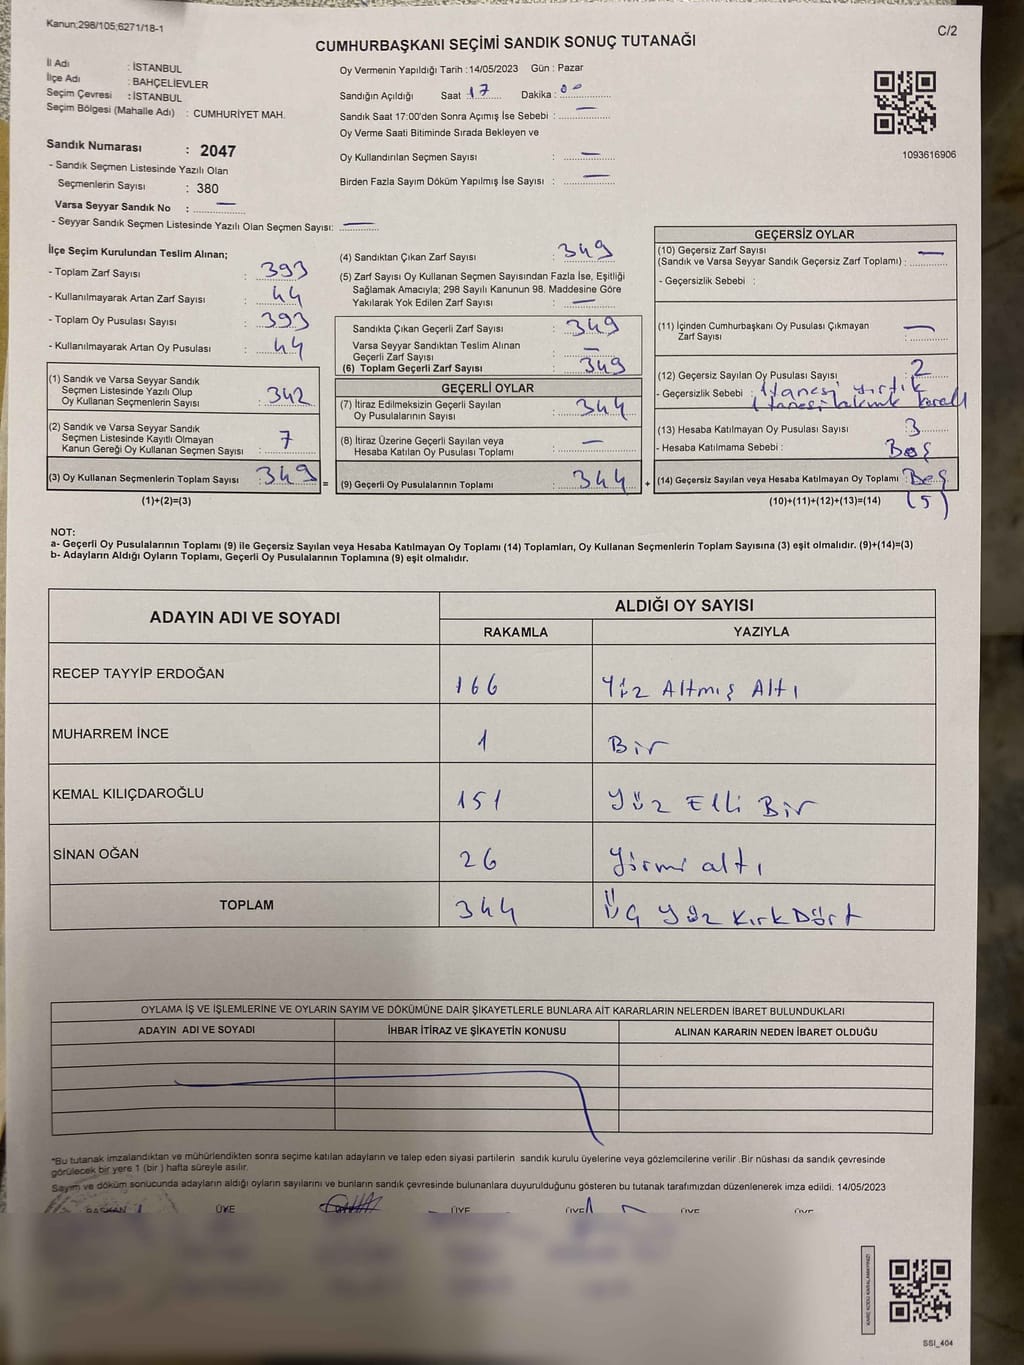 Kanun:298/105;6271/18-1
C/2
CUMHURBAŞKANI SEÇİMİ SANDIK SONUÇ TUTANAĞI
İl Adı : İSTANBUL
İlçe Adı : BAHÇELİEVLER
Seçim Çevresi : İSTANBUL
Seçim Bölgesi (Mahalle Adı) : CUMHURİYET MAH.
Sandık Numarası : 2047
- Sandık Seçmen Listesinde Yazılı Olan
Seçmenlerin Sayısı : 380
Varsa Seyyar Sandık No : —
- Seyyar Sandık Seçmen Listesinde Yazılı Olan Seçmen Sayısı: —
Oy Vermenin Yapıldığı Tarih :14/05/2023 Gün : Pazar
Sandığın Açıldığı Saat : 17 Dakika : 00
Sandık Saat 17:00'den Sonra Açımış İse Sebebi : —
Oy Verme Saati Bitiminde Sırada Bekleyen ve
Oy Kullandırılan Seçmen Sayısı : —
Birden Fazla Sayım Döküm Yapılmış İse Sayısı : —
1093616906
İlçe Seçim Kurulundan Teslim Alınan;
- Toplam Zarf Sayısı : 393
- Kullanılmayarak Artan Zarf Sayısı : 44
- Toplam Oy Pusulası Sayısı : 393
- Kullanılmayarak Artan Oy Pusulası : 44
(1) Sandık ve Varsa Seyyar Sandık
Seçmen Listesinde Yazılı Olup
Oy Kullanan Seçmenlerin Sayısı : 342
(2) Sandık ve Varsa Seyyar Sandık
Seçmen Listesinde Kayıtlı Olmayan
Kanun Gereği Oy Kullanan Seçmen Sayısı : 7
(3) Oy Kullanan Seçmenlerin Toplam Sayısı : 349 =
(1)+(2)=(3)
(4) Sandıktan Çıkan Zarf Sayısı : 349
(5) Zarf Sayısı Oy Kullanan Seçmen Sayısından Fazla İse, Eşitliği
Sağlamak Amacıyla; 298 Sayılı Kanunun 98. Maddesine Göre
Yakılarak Yok Edilen Zarf Sayısı : —
Sandıkta Çıkan Geçerli Zarf Sayısı : 349
Varsa Seyyar Sandıktan Teslim Alınan
Geçerli Zarf Sayısı : —
(6) Toplam Geçerli Zarf Sayısı : 349
GEÇERLİ OYLAR
(7) İtiraz Edilmeksizin Geçerli Sayılan
Oy Pusulalarının Sayısı : 344
(8) İtiraz Üzerine Geçerli Sayılan veya
Hesaba Katılan Oy Pusulası Toplamı : —
(9) Geçerli Oy Pusulalarının Toplamı : 344 +
GEÇERSİZ OYLAR
(10) Geçersiz Zarf Sayısı
(Sandık ve Varsa Seyyar Sandık Geçersiz Zarf Toplamı) : —
- Geçersizlik Sebebi :
(11) İçinden Cumhurbaşkanı Oy Pusulası Çıkmayan
Zarf Sayısı : —
(12) Geçersiz Sayılan Oy Pusulası Sayısı : 2
- Geçersizlik Sebebi : 1 tanesi yırtık
1 tanesi
(13) Hesaba Katılmayan Oy Pusulası Sayısı : 3
- Hesaba Katılmama Sebebi : Boş
(14) Geçersiz Sayılan veya Hesaba Katılmayan Oy Toplamı : Beş
(10)+(11)+(12)+(13)=(14) (5)
NOT:
a- Geçerli Oy Pusulalarının Toplamı (9) ile Geçersiz Sayılan veya Hesaba Katılmayan Oy Toplamı (14) Toplamları, Oy Kullanan Seçmenlerin Toplam Sayısına (3) eşit olmalıdır. (9)+(14)=(3)
b- Adayların Aldığı Oyların Toplamı, Geçerli Oy Pusulalarının Toplamına (9) eşit olmalıdır.
ADAYIN ADI VE SOYADI
ALDIĞI OY SAYISI
RAKAMLA YAZIYLA
RECEP TAYYİP ERDOĞAN 166 Yüz Altmış Altı
MUHARREM İNCE 1 Bir
KEMAL KILIÇDAROĞLU 151 Yüz Elli Bir
SİNAN OĞAN 26 Yirmi altı
TOPLAM 344 Üç Yüz Kırk Dört
OYLAMA İŞ VE İŞLEMLERİNE VE OYLARIN SAYIM VE DÖKÜMÜNE DAİR ŞİKAYETLERLE BUNLARA AİT KARARLARIN NELERDEN İBARET BULUNDUKLARI
ADAYIN ADI VE SOYADI İHBAR İTİRAZ VE ŞİKAYETİN KONUSU ALINAN KARARIN NEDEN İBARET OLDUĞU
"Bu tutanak imzalandıktan ve mühürlendikten sonra seçime katılan adayların ve talep eden siyasi partilerin sandık kurulu üyelerine veya gözlemcilerine verilir .Bir nüshası da sandık çevresinde
görülecek bir yere 1 (bir ) hafta süreyle asılır.
Sayım ve döküm sonucunda adayların aldığı oyların sayılarını ve bunların sandık çevresinde bulunanlara duyurulduğunu gösteren bu tutanak tarafımızdan düzenlenerek imza edildi. 14/05/2023
BAŞKAN ÜYE ÜYE ÜYE ÜYE ÜYE
SSI_404